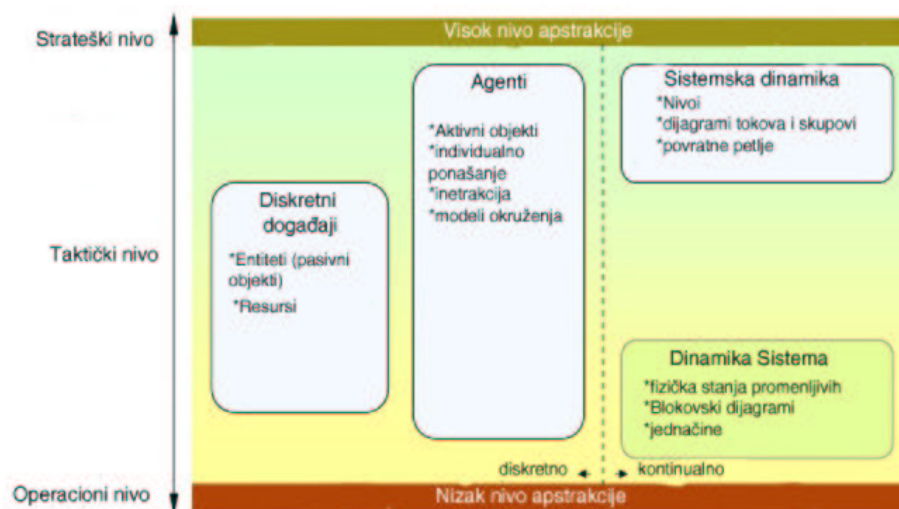 Strateški nivo
Visok nivo apstrakcije
Agenti
*Aktivni objekti
*individualno
ponašanje
*inetrakcija
*modeli okruženja
Sistemska dinamika
*Nivoi
*dijagrami tokova i skupovi
*povratne petlje
Diskretni
događaji
*Entiteti (pasivni
objekti)
*Resursi
Taktički nivo
Dinamika Sistema
*fizička stanja promenljivih
*Blokovski dijagrami
*jednačine
diskretno
kontinualno
Operacioni nivo
Nizak nivo apstrakcije